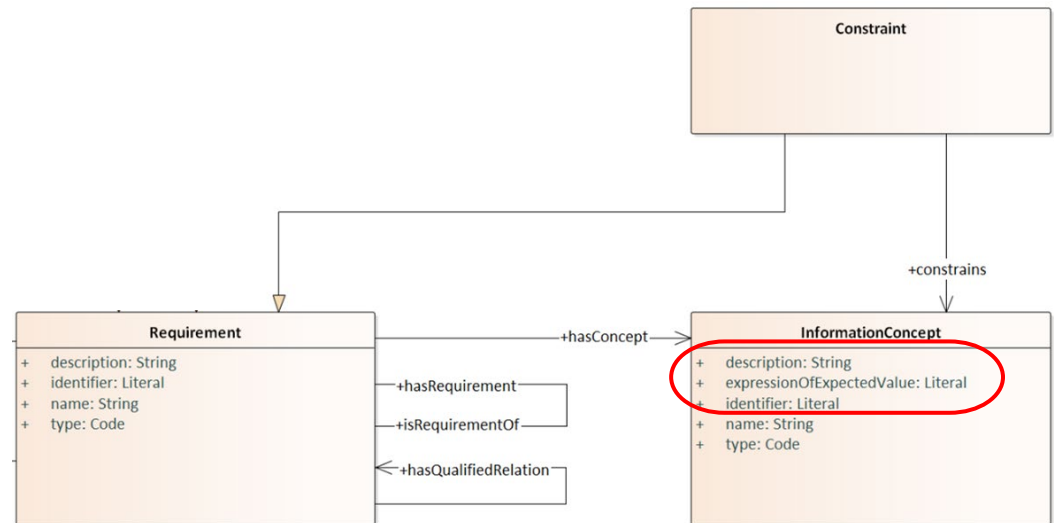 Constraint
+constrains
Requirement
+ description: String
+ identifier: Literal
+ name: String
+ type: Code
+hasConcept
+hasRequirement
+isRequirementOf
+hasQualifiedRelation
InformationConcept
+ description: String
+ expressionOfExpectedValue: Literal
+ identifier: Literal
+ name: String
+ type: Code